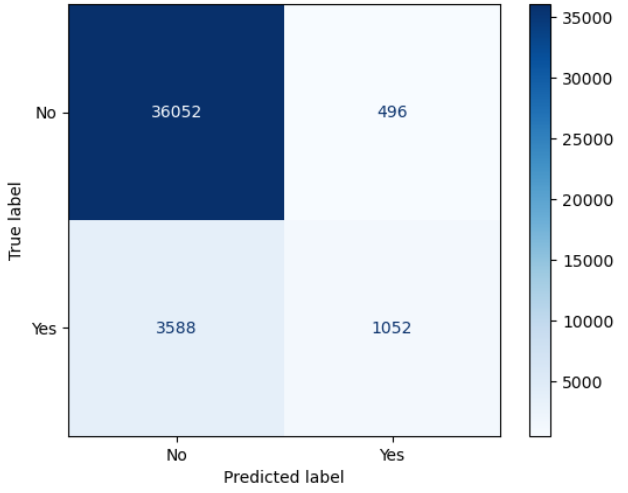 35000
No
36052
496
30000
25000
True label
20000
15000
Yes
3588
1052
10000
5000
No
Yes
Predicted label